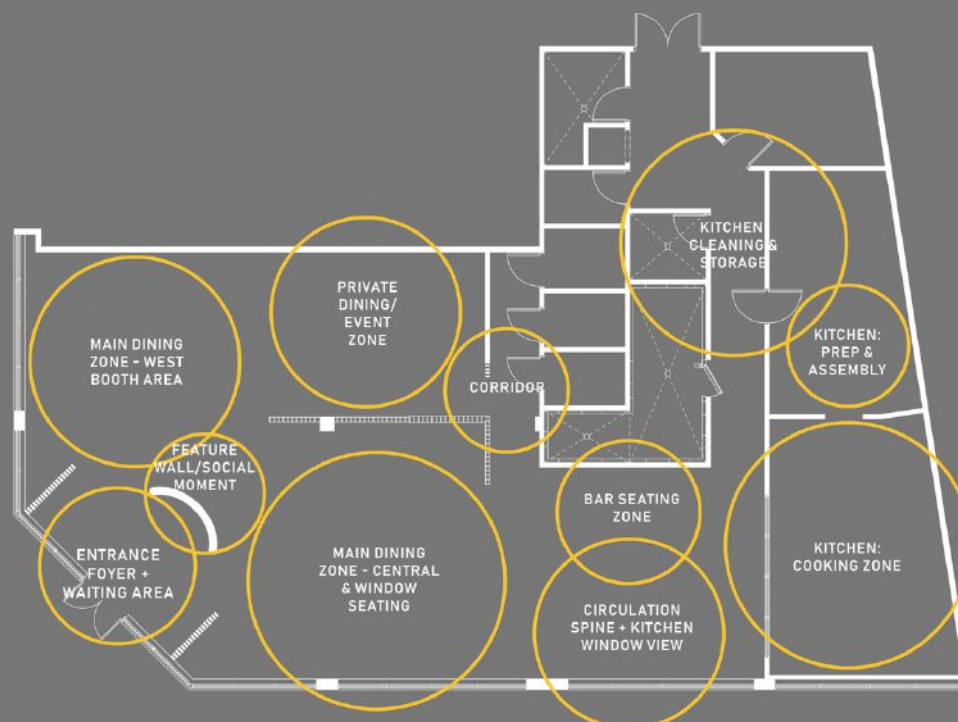 KITCHEN:
CLEANING &
STORAGE
PRIVATE
DINING/
EVENT
ZONE
MAIN DINING
ZONE - WEST
BOOTH AREA
KITCHEN:
PREP &
ASSEMBLY
CORRIDOR
FEATURE
WALL/SOCIAL
MOMENT
BAR SEATING
ZONE
ENTRANCE
FOYER +
WAITING AREA
MAIN DINING
ZONE - CENTRAL
& WINDOW
SEATING
KITCHEN:
COOKING ZONE
CIRCULATION
SPINE + KITCHEN
WINDOW VIEW